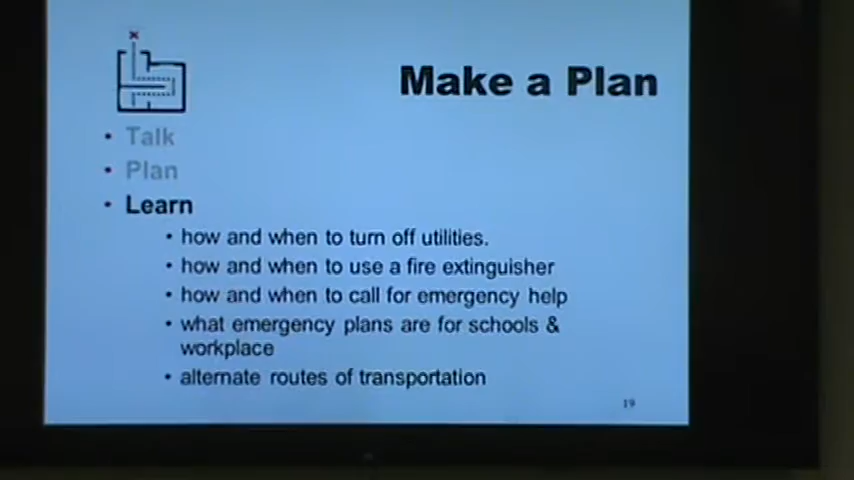 Make a Plan
• Talk
• Plan
• Learn
• how and when to turn off utilities.
• how and when to use a fire extinguisher
• how and when to call for emergency help
• what emergency plans are for schools &
workplace
• alternate routes of transportation
19